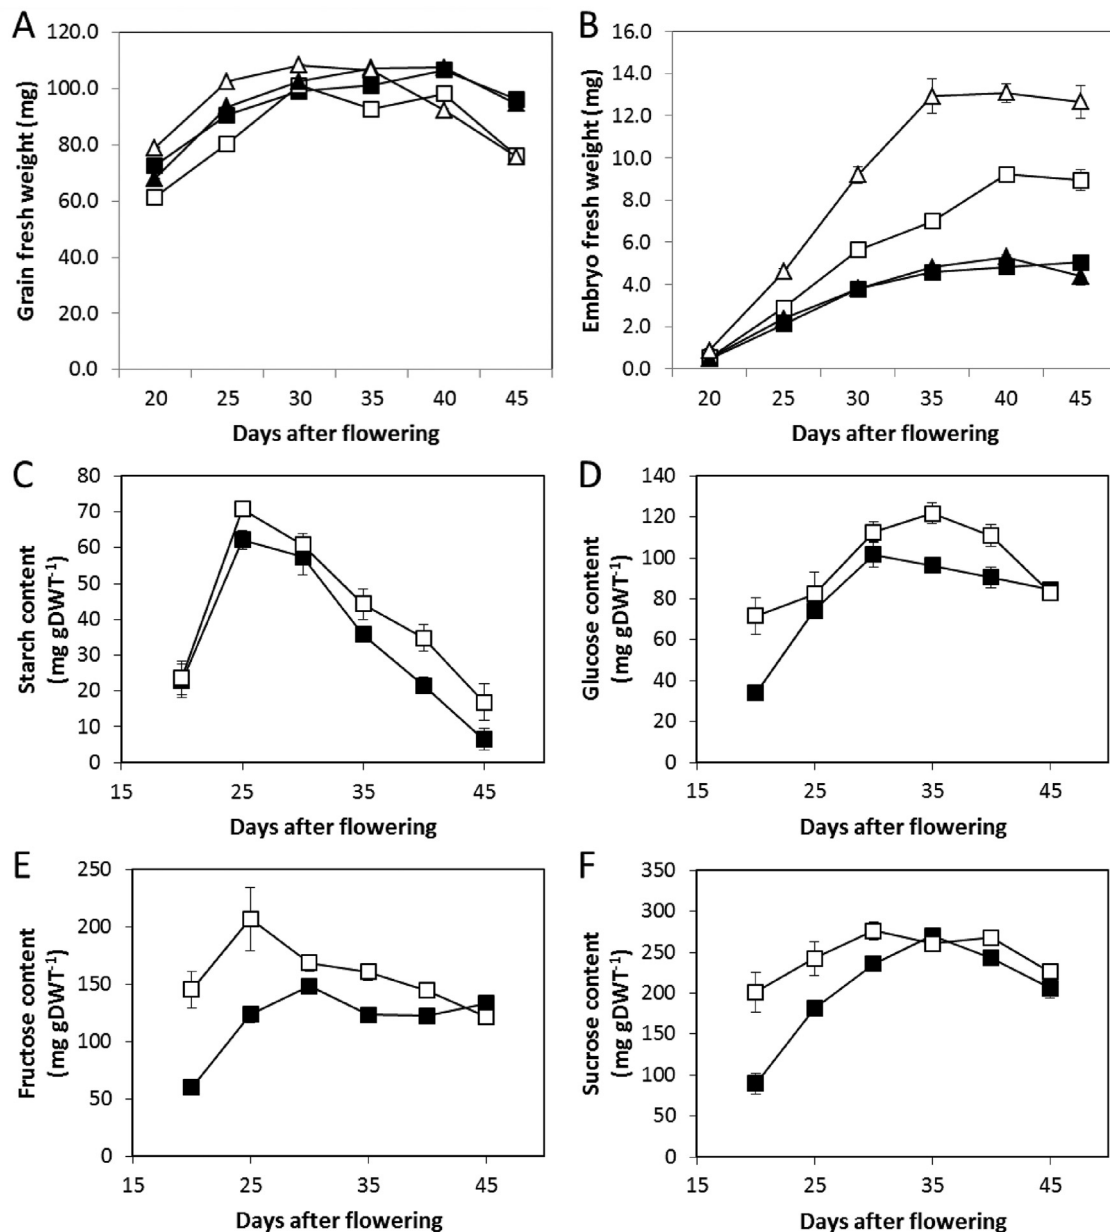 A
120.0
100.0
80.0
60.0
40.0
20.0
0.0
Grain fresh weight (mg)
20 25 30 35 40 45
Days after flowering
B
16.0
14.0
12.0
10.0
8.0
6.0
4.0
2.0
0.0
Embryo fresh weight (mg)
20 25 30 35 40 45
Days after flowering
C
80
70
60
50
40
30
20
10
0
Starch content
(mg gDWT-1)
15 25 35 45
Days after flowering
D
140
120
100
80
60
40
20
0
Glucose content
(mg gDWT-1)
15 25 35 45
Days after flowering
E
250
200
150
100
50
0
Fructose content
(mg gDWT-1)
15 25 35 45
Days after flowering
F
350
300
250
200
150
100
50
0
Sucrose content
(mg gDWT-1)
15 25 35 45
Days after flowering